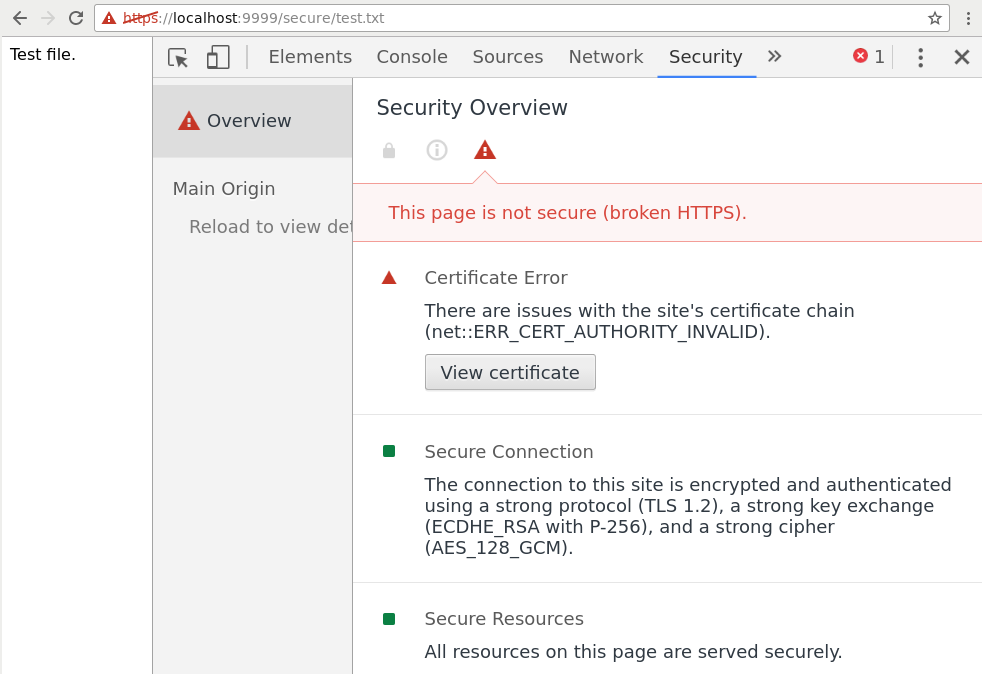 https://localhost:9999/secure/test.txt
Test file.
Elements Console Sources Network Security 1
Overview
Main Origin
Reload to view det
Security Overview
This page is not secure (broken HTTPS).
Certificate Error
There are issues with the site's certificate chain
(net::ERR_CERT_AUTHORITY_INVALID).
View certificate
Secure Connection
The connection to this site is encrypted and authenticated
using a strong protocol (TLS 1.2), a strong key exchange
(ECDHE_RSA with P-256), and a strong cipher
(AES_128_GCM).
Secure Resources
All resources on this page are served securely.